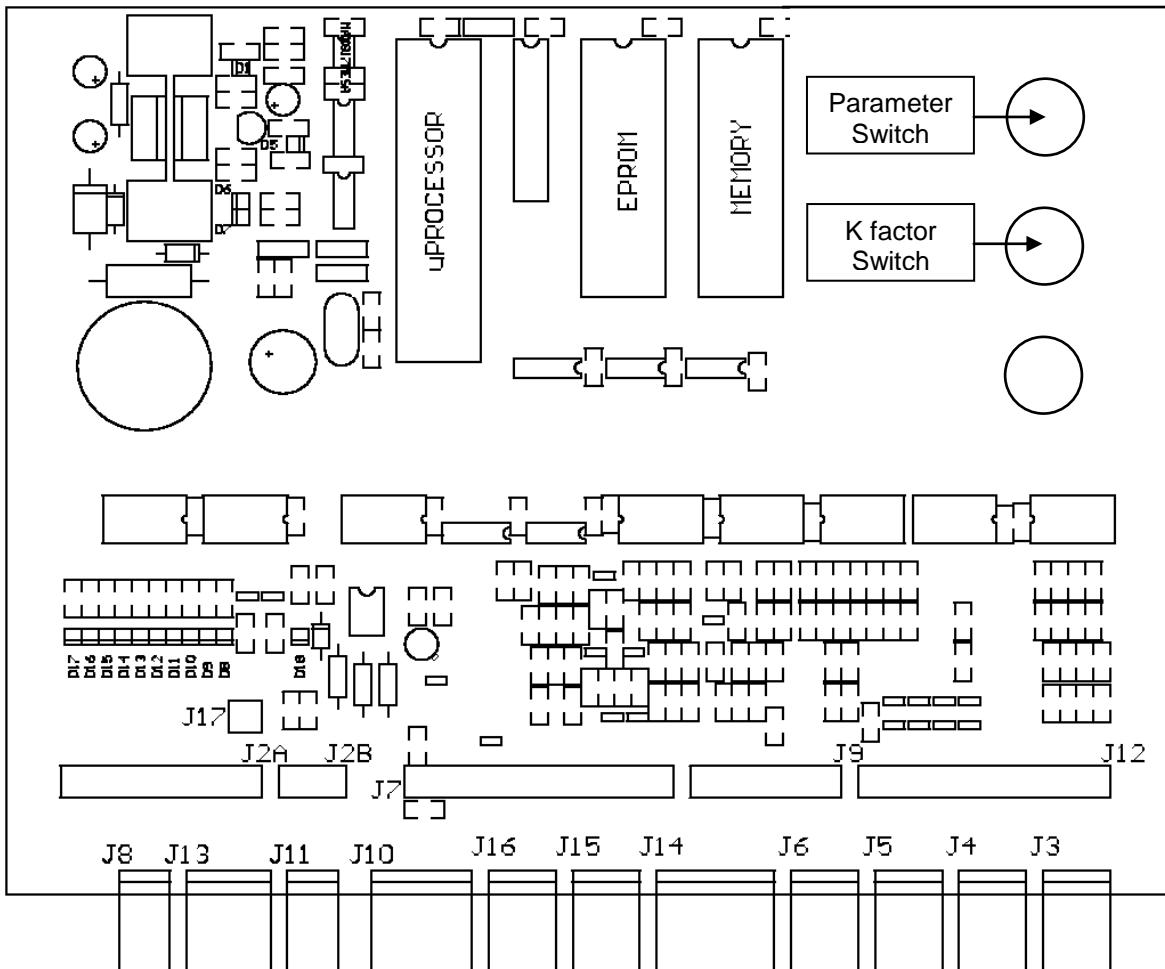 D1
D5
D6
D7
uPROCESSOR
EPROM
MEMORY
Parameter
Switch
K factor
Switch
D17
D16
D15
D14
D13
D12
D11
D10
D9
D8
D18
J17
J2A
J2B
J7
J9
J12
J8
J13
J11
J10
J16
J15
J14
J6
J5
J4
J3